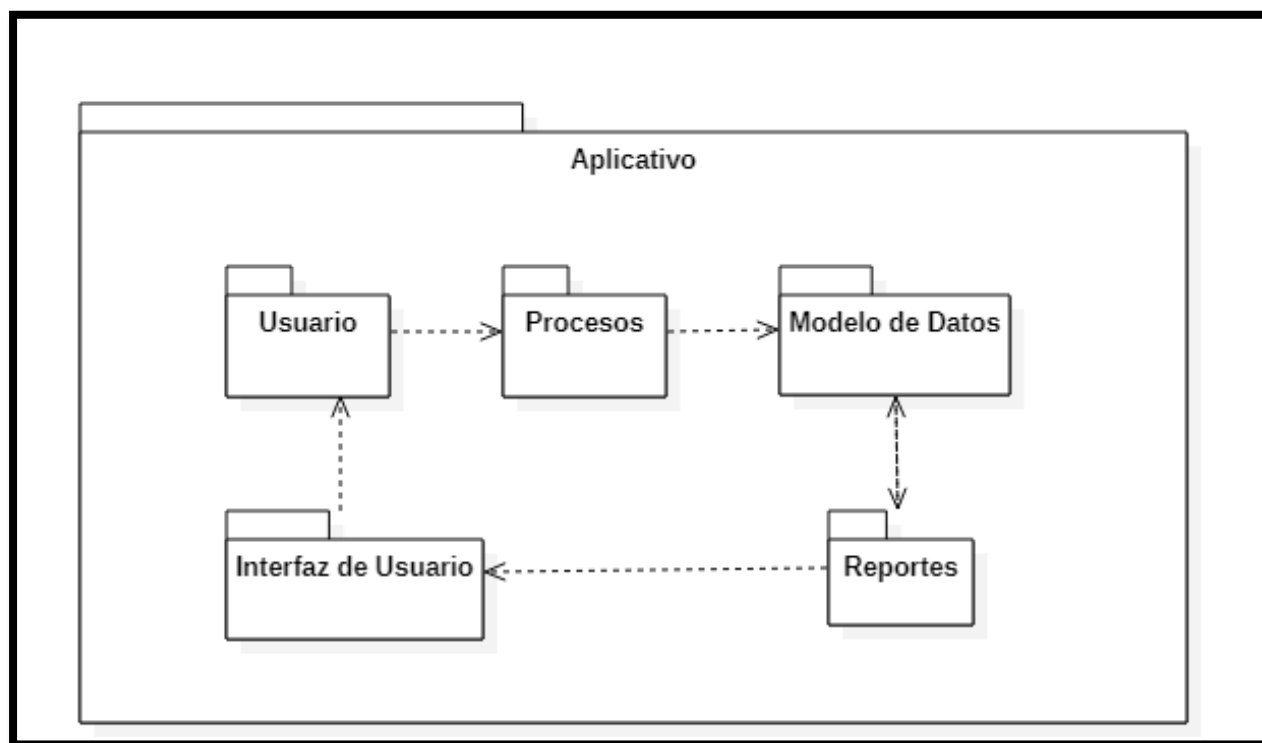 Aplicativo
Usuario
Procesos
Modelo de Datos
Interfaz de Usuario
Reportes